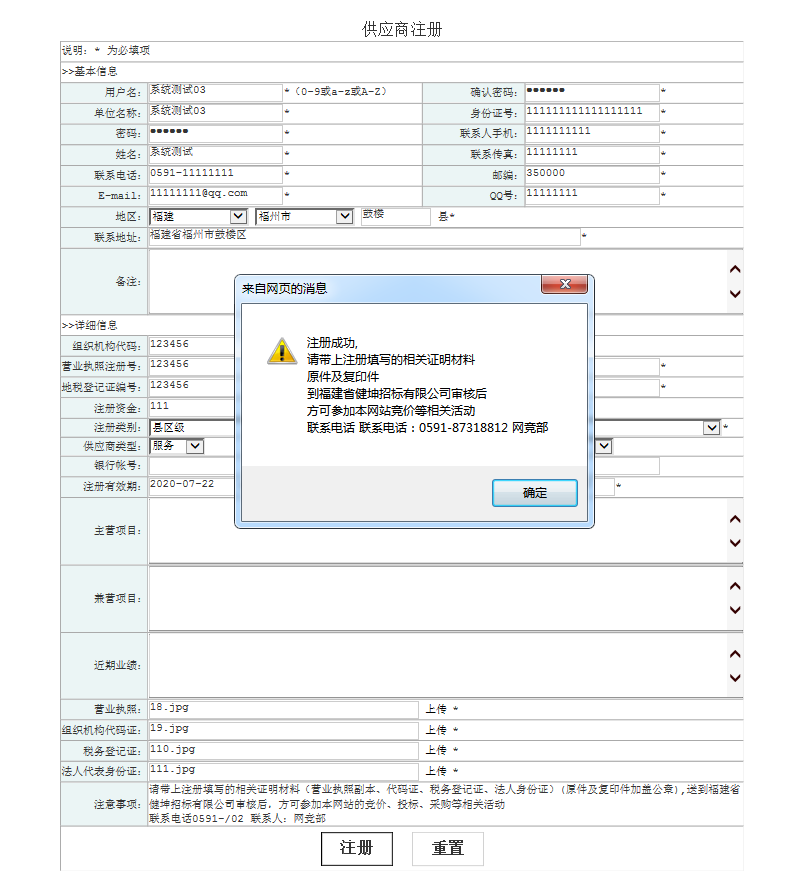 供应商注册
说明：* 为必填项
>>基本信息
用户名： 系统测试03 *（0-9或a-z或A-Z） 确认密码： ●●●●●● *
单位名称： 系统测试03 * 身份证号： 111111111111111111 *
密码： ●●●●●● * 联系人手机： 1111111111 *
姓名： 系统测试 * 联系传真： 11111111 *
联系电话： 0591-11111111 * 邮编： 350000 *
E-mail： 11111111@qq.com * QQ号： 11111111 *
地区： 福建 福州市 鼓楼 县*
联系地址： 福建省福州市鼓楼区 *
备注：
来自网页的消息
注册成功,
请带上注册填写的相关证明材料
原件及复印件
到福建省健坤招标有限公司审核后
方可参加本网站竞价等相关活动
联系电话 联系电话：0591-87318812 网竞部
确定
>>详细信息
组织机构代码： 123456
营业执照注册号： 123456 *
地税登记证编号： 123456 *
注册资金： 111
注册类别： 县区级 *
供应商类型： 服务
银行帐号：
注册有效期： 2020-07-22 *
主营项目：
兼营项目：
近期业绩：
营业执照： 18.jpg 上传 *
组织机构代码证： 19.jpg 上传 *
税务登记证： 110.jpg 上传 *
法人代表身份证： 111.jpg 上传 *
注意事项： 请带上注册填写的相关证明材料（营业执照副本、代码证、税务登记证、法人身份证）(原件及复印件加盖公章),送到福建省
健坤招标有限公司审核后，方可参加本网站的竞价、投标、采购等相关活动
联系电话0591-/02 联系人：网竞部
注册 重置